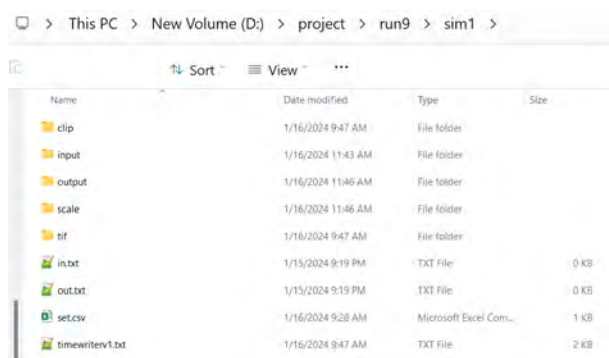 > This PC > New Volume (D:) > project > run9 > sim1 >
Sort View ...
Name Date modified Type Size
clip 1/16/2024 9:47 AM File folder
input 1/16/2024 11:43 AM File folder
output 1/16/2024 11:46 AM File folder
scale 1/16/2024 11:46 AM File folder
tif 1/16/2024 9:47 AM File folder
in.txt 1/15/2024 9:19 PM TXT File 0 KB
out.txt 1/15/2024 9:19 PM TXT File 0 KB
set.csv 1/16/2024 9:28 AM Microsoft Excel Com... 1 KB
timewriterv1.txt 1/16/2024 9:47 AM TXT File 2 KB